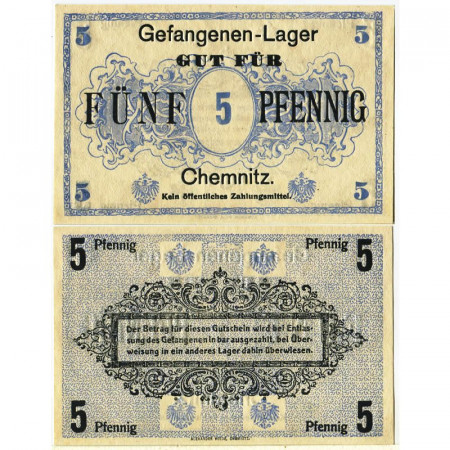 5 Gefangenen-Lager 5
GUT FÜR
FÜNF 5 PFENNIG
5 Chemnitz. 5
Kein öffentliches Zahlungsmittel.
5 Pfennig 5 Pfennig
Der Betrag für diesen Gutschein wird bei Entlas-
sung des Gefangenen in bar ausgezahlt, bei Über-
weisung in ein anderes Lager dahin überwiesen.
5 Pfennig 5 Pfennig